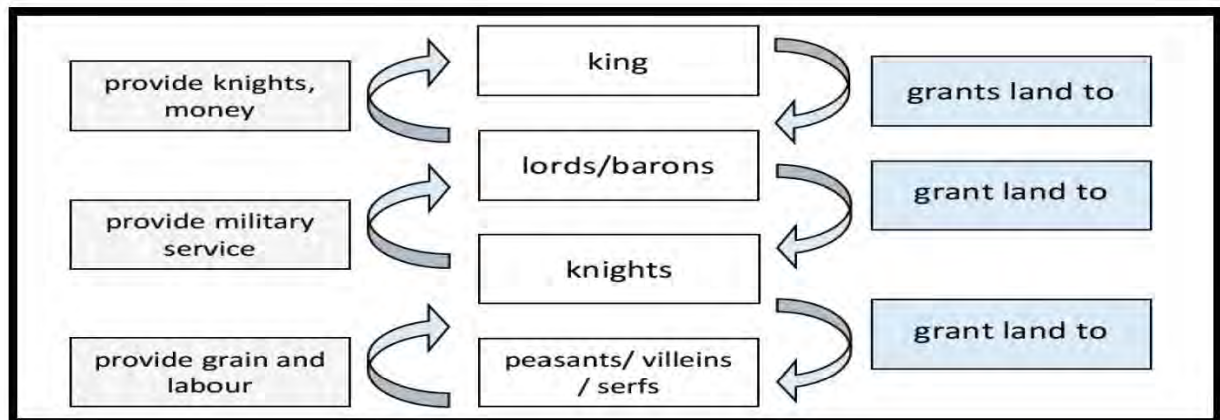 king
provide knights,
money
grants land to
lords/barons
grant land to
provide military
service
knights
grant land to
provide grain and
labour
peasants/ villeins
/ serfs